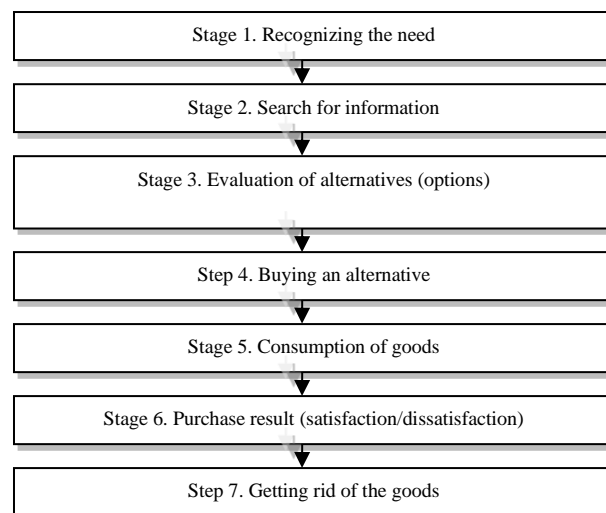 Stage 1. Recognizing the need
Stage 2. Search for information
Stage 3. Evaluation of alternatives (options)
Step 4. Buying an alternative
Stage 5. Consumption of goods
Stage 6. Purchase result (satisfaction/dissatisfaction)
Step 7. Getting rid of the goods